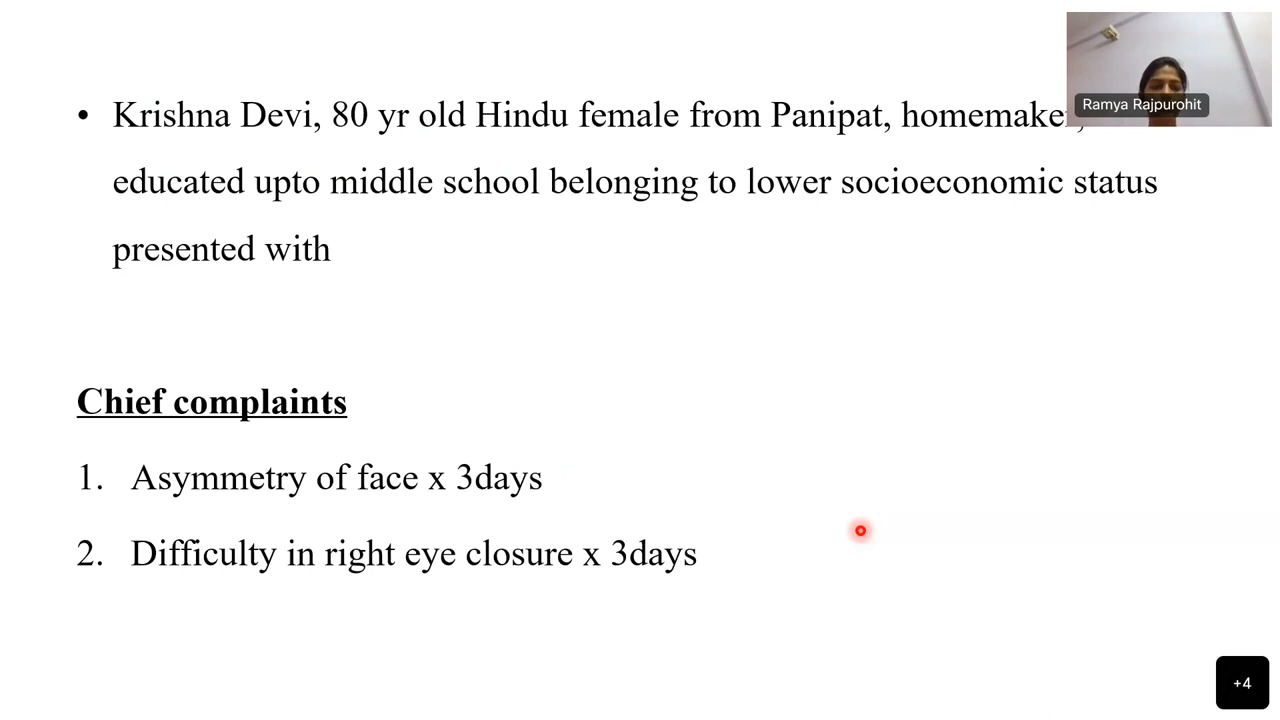 • Krishna Devi, 80 yr old Hindu female from Panipat, homemaker,
educated upto middle school belonging to lower socioeconomic status
presented with
Chief complaints
1. Asymmetry of face x 3days
2. Difficulty in right eye closure x 3days
Ramya Rajpurohit
+4